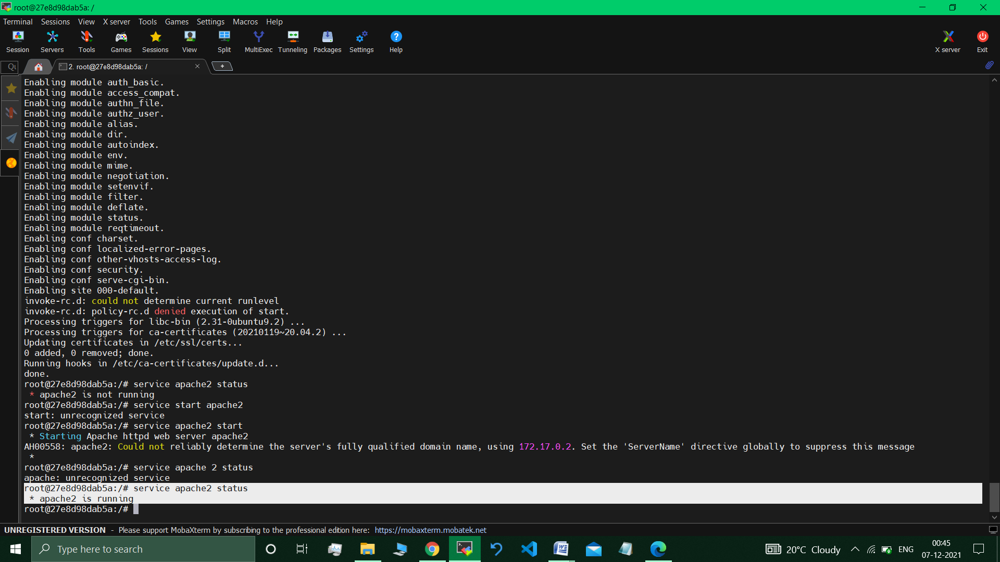 root@27e8d98dab5a: /
Terminal Sessions View X server Tools Games Settings Macros Help
Session Servers Tools Games Sessions View Split MultiExec Tunneling Packages Settings Help X server Exit
2. root@27e8d98dab5a: /
Enabling module auth_basic.
Enabling module access_compat.
Enabling module authn_file.
Enabling module authz_user.
Enabling module alias.
Enabling module dir.
Enabling module autoindex.
Enabling module env.
Enabling module mime.
Enabling module negotiation.
Enabling module setenvif.
Enabling module filter.
Enabling module deflate.
Enabling module status.
Enabling module reqtimeout.
Enabling conf charset.
Enabling conf localized-error-pages.
Enabling conf other-vhosts-access-log.
Enabling conf security.
Enabling conf serve-cgi-bin.
Enabling site 000-default.
invoke-rc.d: could not determine current runlevel
invoke-rc.d: policy-rc.d denied execution of start.
Processing triggers for libc-bin (2.31-0ubuntu9.2) ...
Processing triggers for ca-certificates (20210119~20.04.2) ...
Updating certificates in /etc/ssl/certs...
0 added, 0 removed; done.
Running hooks in /etc/ca-certificates/update.d...
done.
root@27e8d98dab5a:/# service apache2 status
* apache2 is not running
root@27e8d98dab5a:/# service start apache2
start: unrecognized service
root@27e8d98dab5a:/# service apache2 start
* Starting Apache httpd web server apache2
AH00558: apache2: Could not reliably determine the server's fully qualified domain name, using 172.17.0.2. Set the 'ServerName' directive globally to suppress this message
*
root@27e8d98dab5a:/# service apache 2 status
apache: unrecognized service
root@27e8d98dab5a:/# service apache2 status
* apache2 is running
root@27e8d98dab5a:/#
UNREGISTERED VERSION - Please support MobaXterm by subscribing to the professional edition here: https://mobaxterm.mobatek.net
Type here to search
20°C Cloudy ENG
00:45
07-12-2021